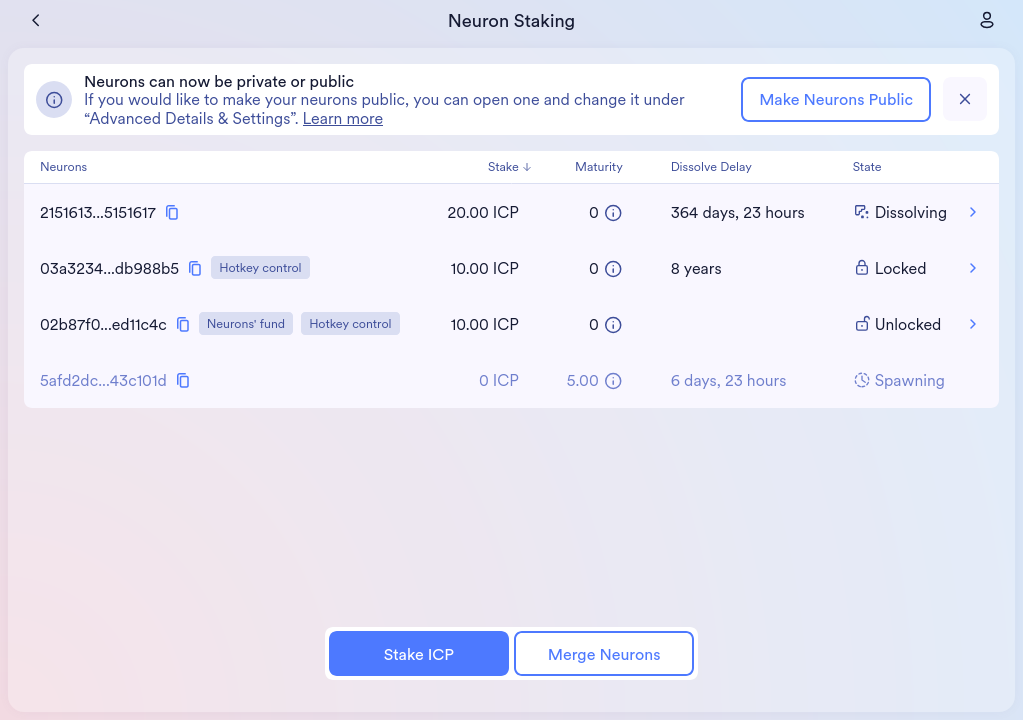 Neuron Staking
Neurons can now be private or public
If you would like to make your neurons public, you can open one and change it under
“Advanced Details & Settings”. Learn more
Make Neurons Public
Neurons Stake Maturity Dissolve Delay State
2151613...5151617 20.00 ICP 0 364 days, 23 hours Dissolving
03a3234...db988b5 Hotkey control 10.00 ICP 0 8 years Locked
02b87f0...ed11c4c Neurons' fund Hotkey control 10.00 ICP 0 Unlocked
5afd2dc...43c101d 0 ICP 5.00 6 days, 23 hours Spawning
Stake ICP Merge Neurons